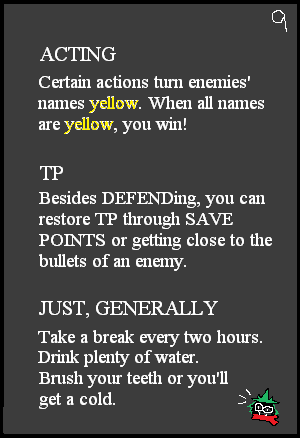 9
ACTING
Certain actions turn enemies'
names yellow. When all names
are yellow, you win!
TP
Besides DEFENDing, you can
restore TP through SAVE
POINTS or getting close to the
bullets of an enemy.
JUST, GENERALLY
Take a break every two hours.
Drink plenty of water.
Brush your teeth or you'll
get a cold.